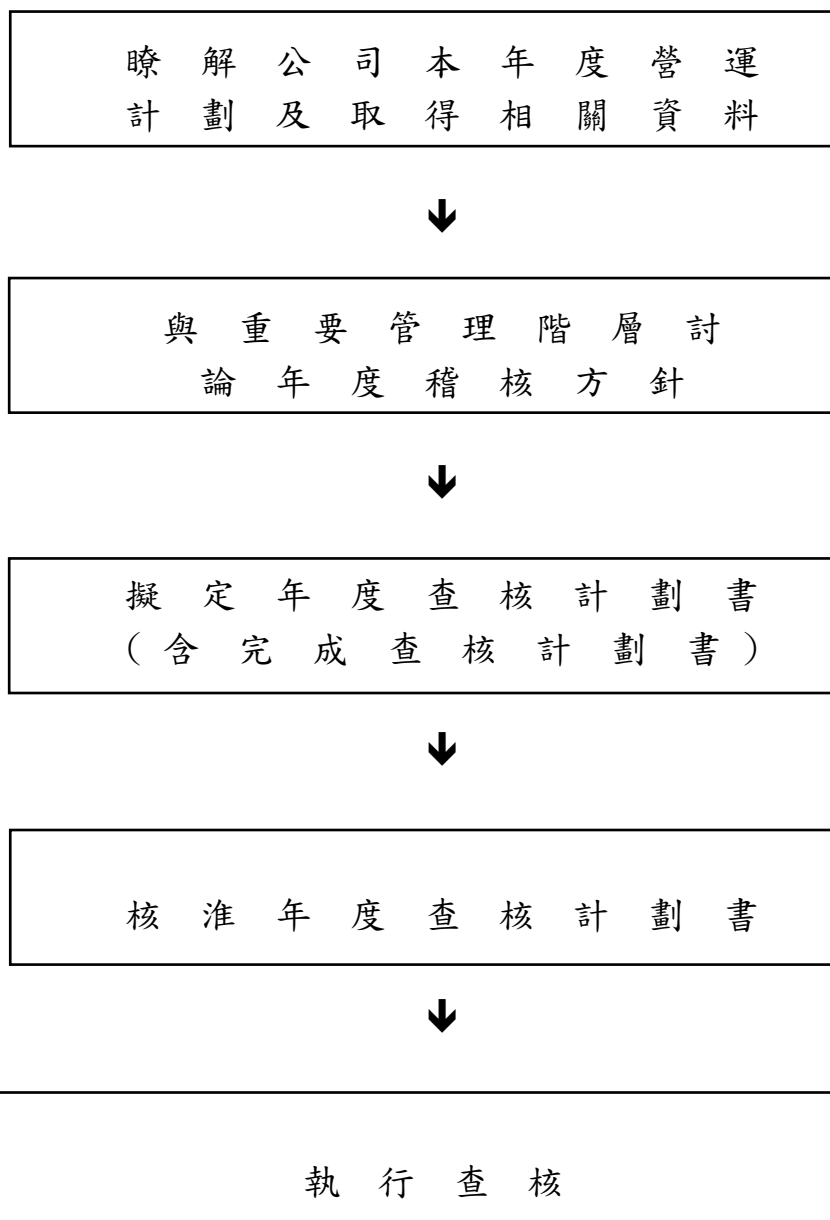 瞭解公司本年度營運
計劃及取得相關資料
與重要管理階層討
論年度稽核方針
擬定年度查核計劃書
(含完成查核計劃書)
核淮年度查核計劃書
執行查核